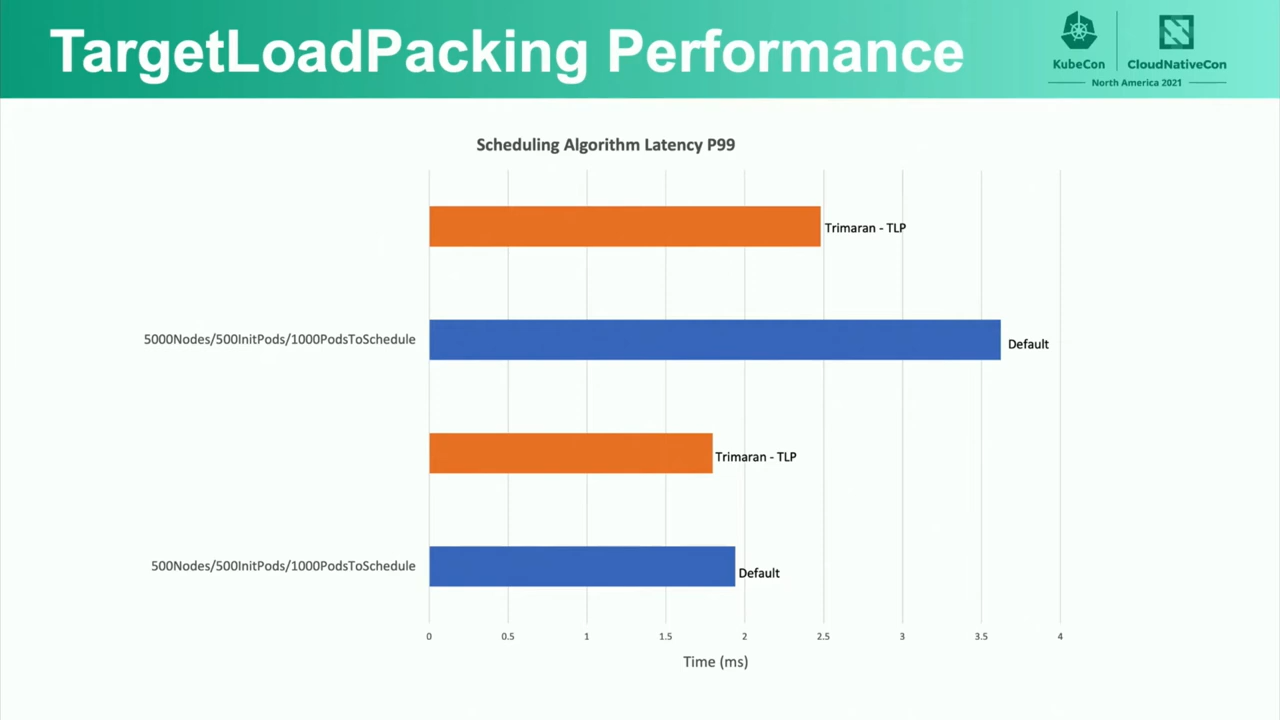 TargetLoadPacking Performance
KubeCon
CloudNativeCon
North America 2021
Scheduling Algorithm Latency P99
Trimaran - TLP
5000Nodes/500InitPods/1000PodsToSchedule
Default
Trimaran - TLP
500Nodes/500InitPods/1000PodsToSchedule
Default
0 0.5 1 1.5 2 2.5 3 3.5 4
Time (ms)